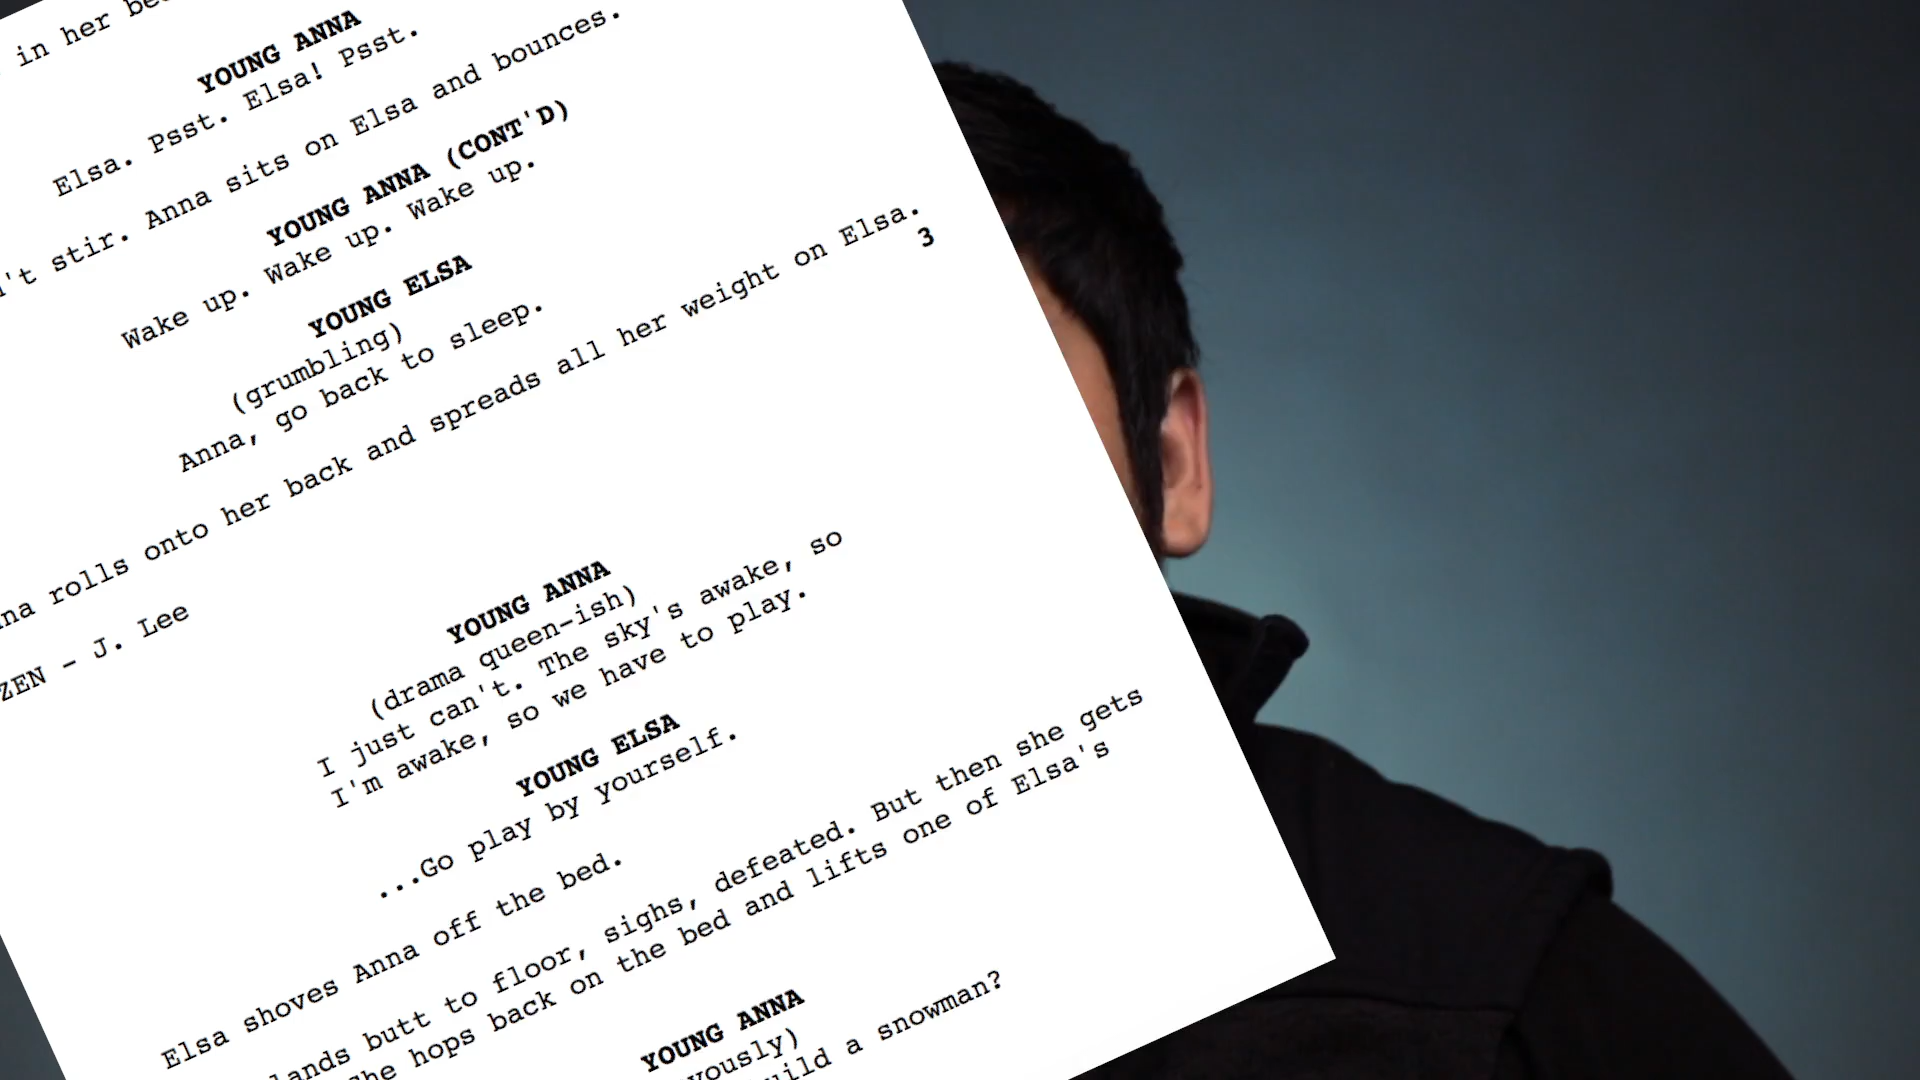 in her
YOUNG ANNA
Elsa. Psst. Elsa! Psst.
't stir. Anna sits on Elsa and bounces.
YOUNG ANNA (CONT'D)
Wake up. Wake up. Wake up.
YOUNG ELSA
(grumbling)
Anna, go back to sleep.
na rolls onto her back and spreads all her weight on Elsa.
3
ZEN - J. Lee
YOUNG ANNA
(drama queen-ish)
I just can't. The sky's awake, so
I'm awake, so we have to play.
YOUNG ELSA
...Go play by yourself.
Elsa shoves Anna off the bed.
lands butt to floor, sighs, defeated. But then she gets
he hops back on the bed and lifts one of Elsa's
YOUNG ANNA
vously)
uild a snowman?